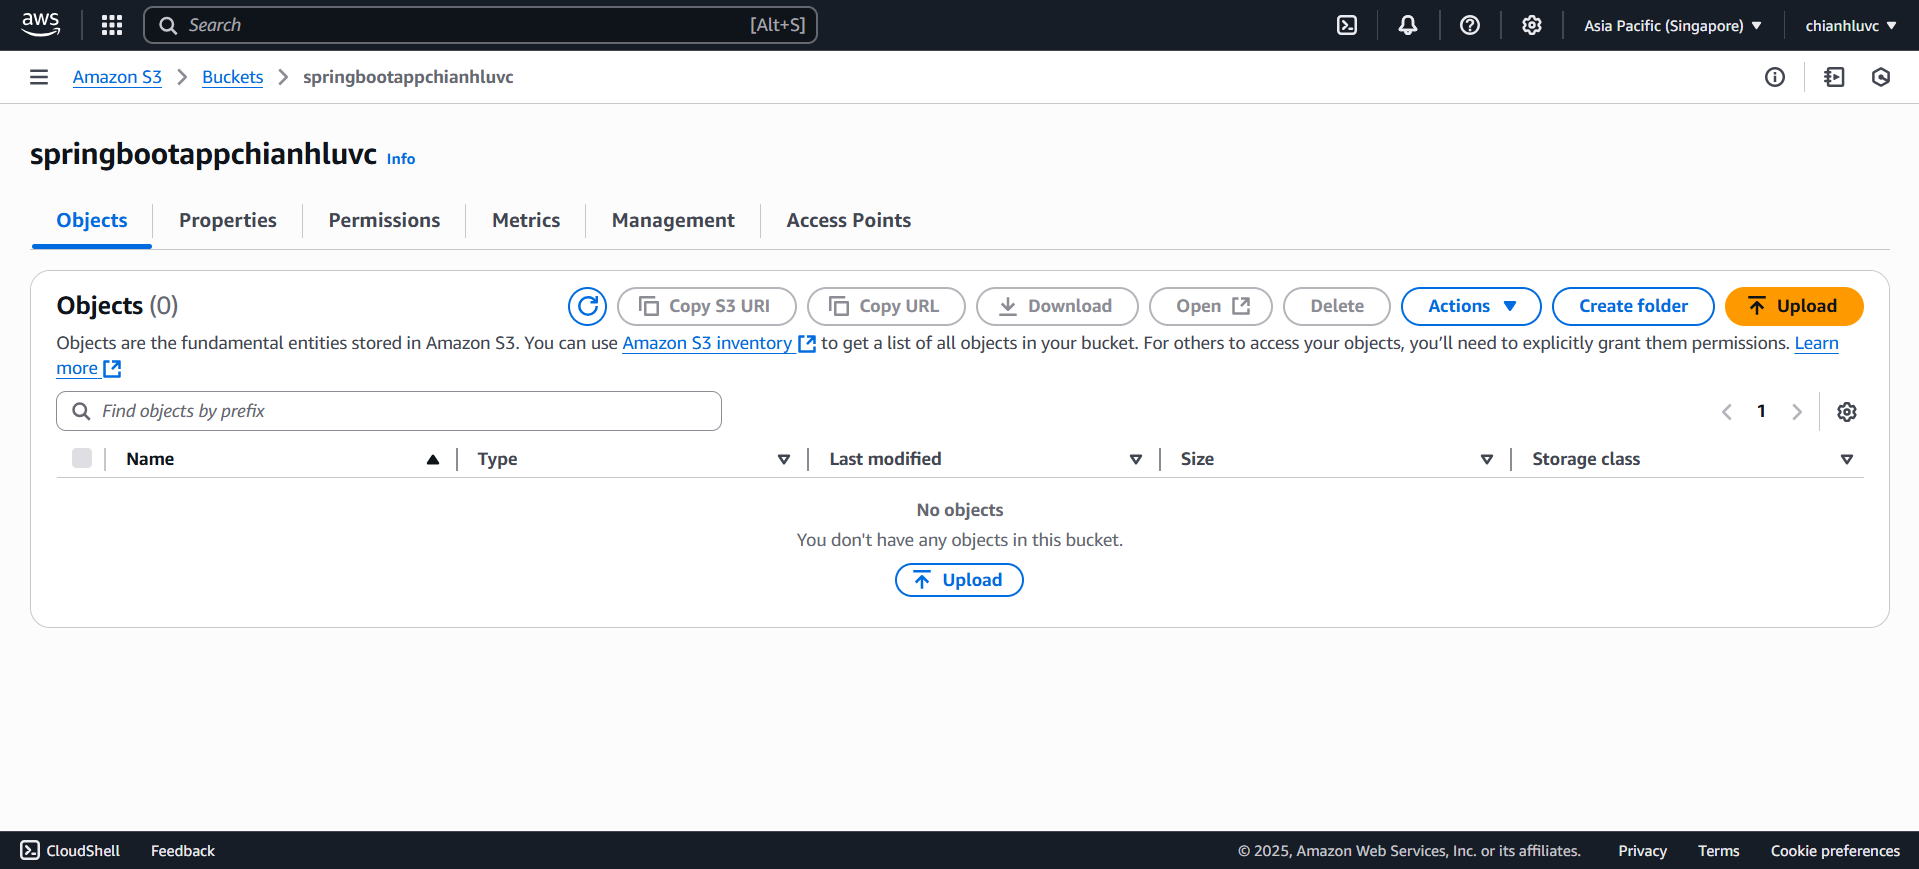 aws Search [Alt+S] Asia Pacific (Singapore) chianhluvc
Amazon S3 Buckets springbootappchianhluvc
springbootappchianhluvc Info
Objects Properties Permissions Metrics Management Access Points
Objects (0) Copy S3 URI Copy URL Download Open Delete Actions Create folder Upload
Objects are the fundamental entities stored in Amazon S3. You can use Amazon S3 inventory to get a list of all objects in your bucket. For others to access your objects, you’ll need to explicitly grant them permissions. Learn
more
Find objects by prefix 1
Name Type Last modified Size Storage class
No objects
You don't have any objects in this bucket.
Upload
CloudShell Feedback © 2025, Amazon Web Services, Inc. or its affiliates. Privacy Terms Cookie preferences